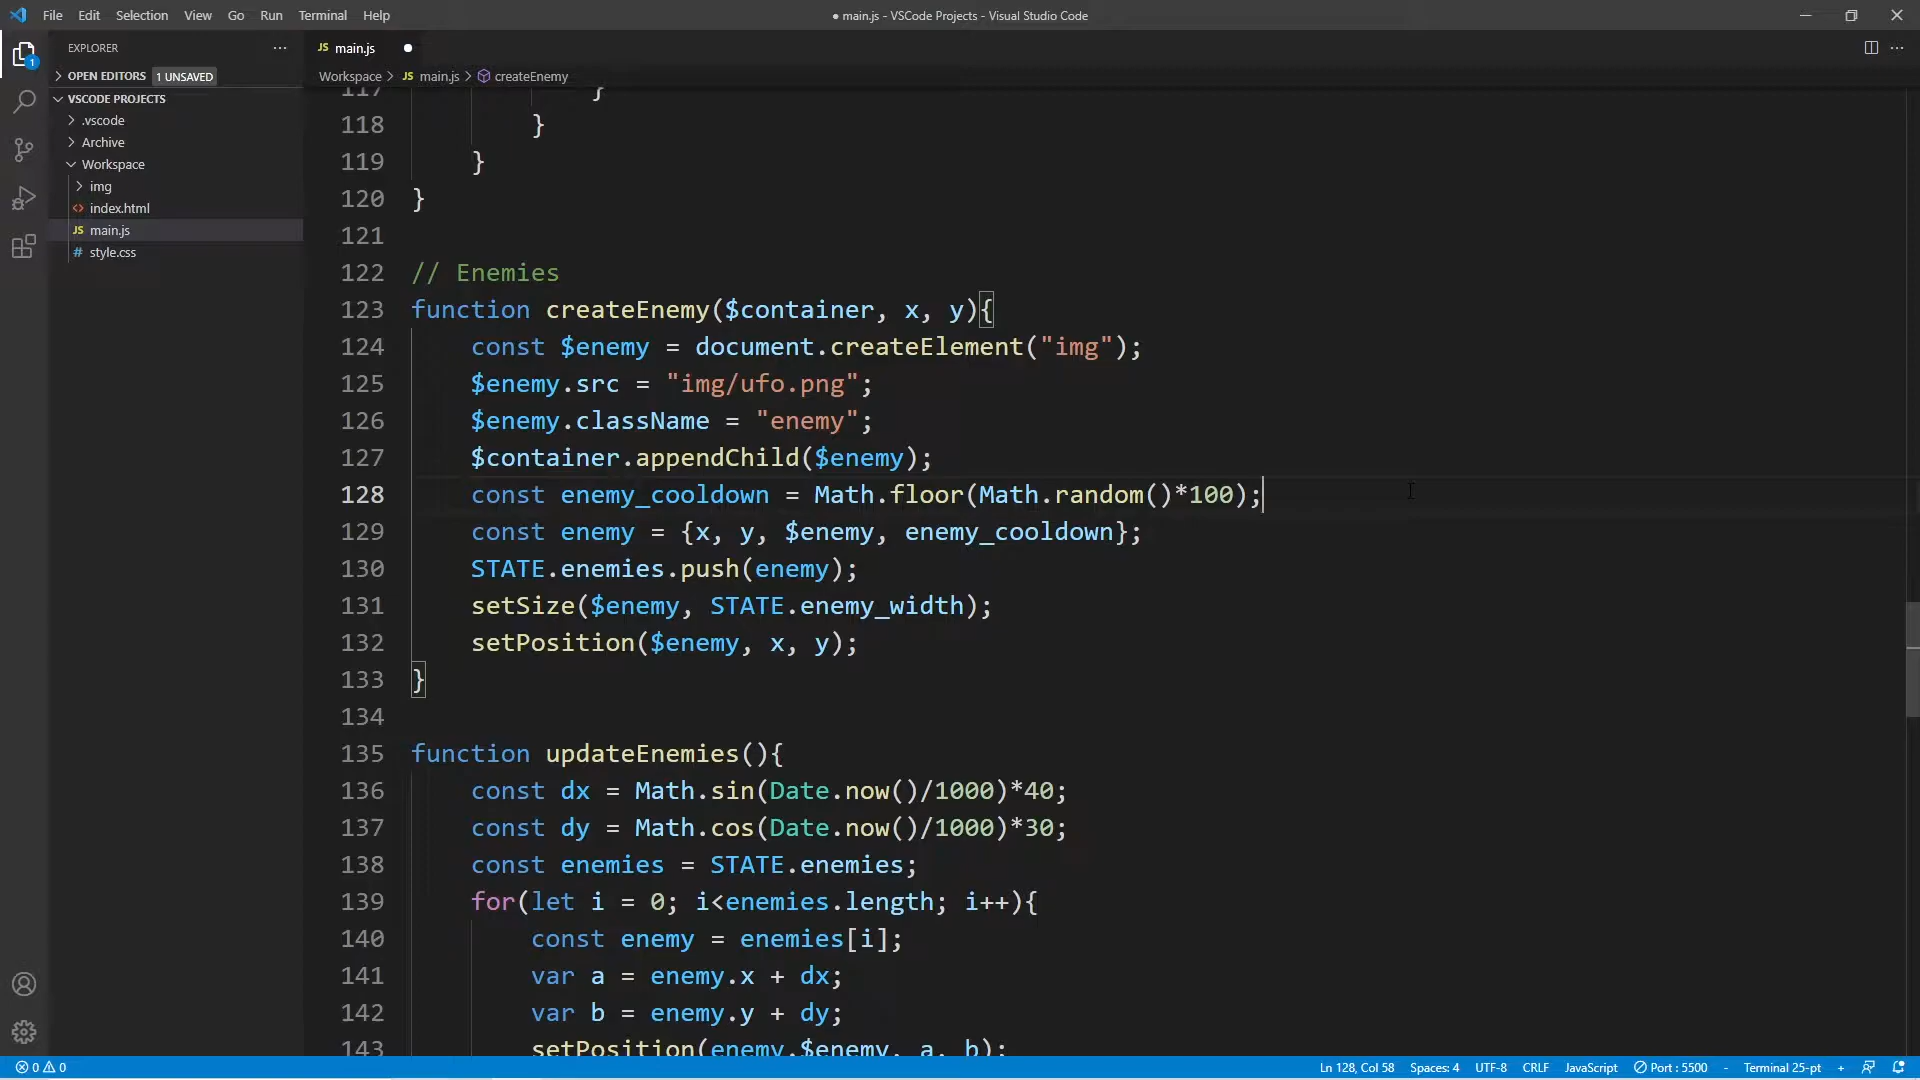 File Edit Selection View Go Run Terminal Help
● main.js - VSCode Projects - Visual Studio Code
EXPLORER
JS main.js
OPEN EDITORS 1 UNSAVED
Workspace > JS main.js > createEnemy
VSCODE PROJECTS
.vscode
Archive
Workspace
img
index.html
JS main.js
# style.css
1
117 }
118 }
119 }
120 }
121
122 // Enemies
123 function createEnemy($container, x, y){
124 const $enemy = document.createElement("img");
125 $enemy.src = "img/ufo.png";
126 $enemy.className = "enemy";
127 $container.appendChild($enemy);
128 const enemy_cooldown = Math.floor(Math.random()*100);
129 const enemy = {x, y, $enemy, enemy_cooldown};
130 STATE.enemies.push(enemy);
131 setSize($enemy, STATE.enemy_width);
132 setPosition($enemy, x, y);
133 }
134
135 function updateEnemies(){
136 const dx = Math.sin(Date.now()/1000)*40;
137 const dy = Math.cos(Date.now()/1000)*30;
138 const enemies = STATE.enemies;
139 for(let i = 0; i<enemies.length; i++){
140 const enemy = enemies[i];
141 var a = enemy.x + dx;
142 var b = enemy.y + dy;
143 setPosition(enemy.$enemy, a, b);
0 0 Ln 128, Col 58 Spaces: 4 UTF-8 CRLF JavaScript Port : 5500 - Terminal 25-pt +